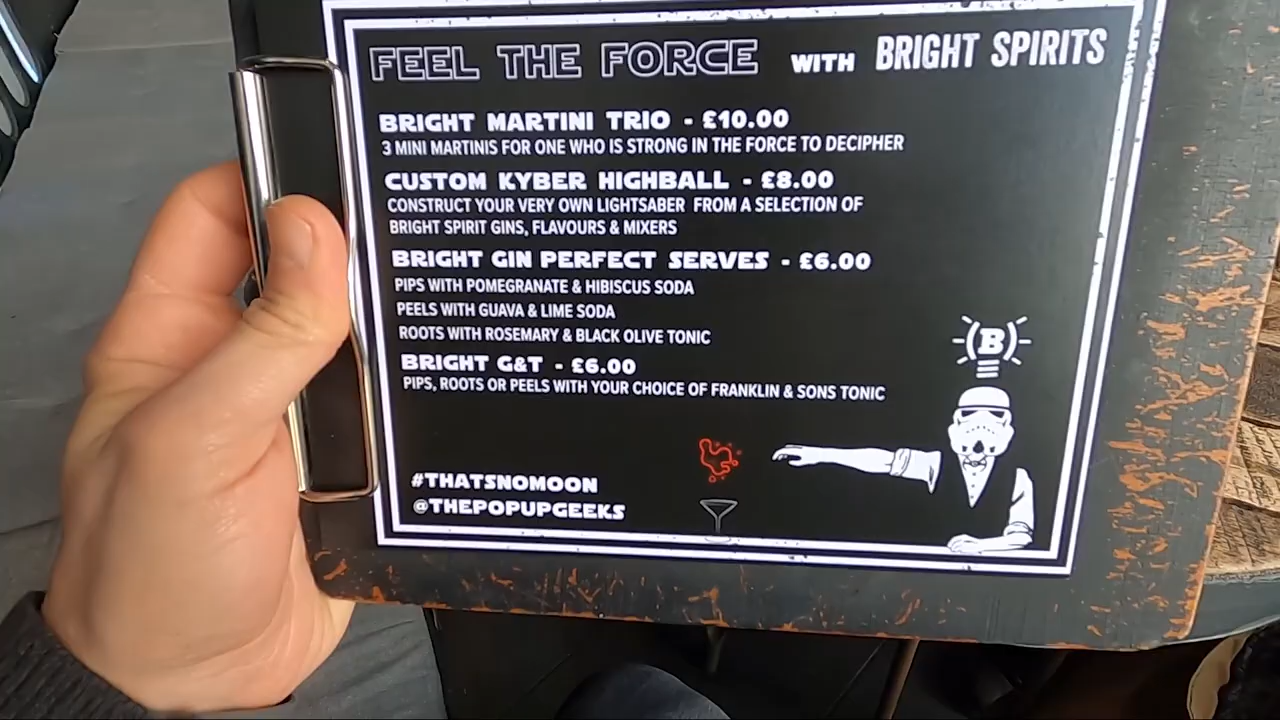 FEEL THE FORCE WITH BRIGHT SPIRITS
BRIGHT MARTINI TRIO - £10.00
3 MINI MARTINIS FOR ONE WHO IS STRONG IN THE FORCE TO DECIPHER
CUSTOM KYBER HIGHBALL - £8.00
CONSTRUCT YOUR VERY OWN LIGHTSABER FROM A SELECTION OF
BRIGHT SPIRIT GINS, FLAVOURS & MIXERS
BRIGHT GIN PERFECT SERVES - £6.00
PIPS WITH POMEGRANATE & HIBISCUS SODA
PEELS WITH GUAVA & LIME SODA
ROOTS WITH ROSEMARY & BLACK OLIVE TONIC
BRIGHT G&T - £6.00
PIPS, ROOTS OR PEELS WITH YOUR CHOICE OF FRANKLIN & SONS TONIC
B
#THATSNOMOON
@THEPOPUPGEEKS